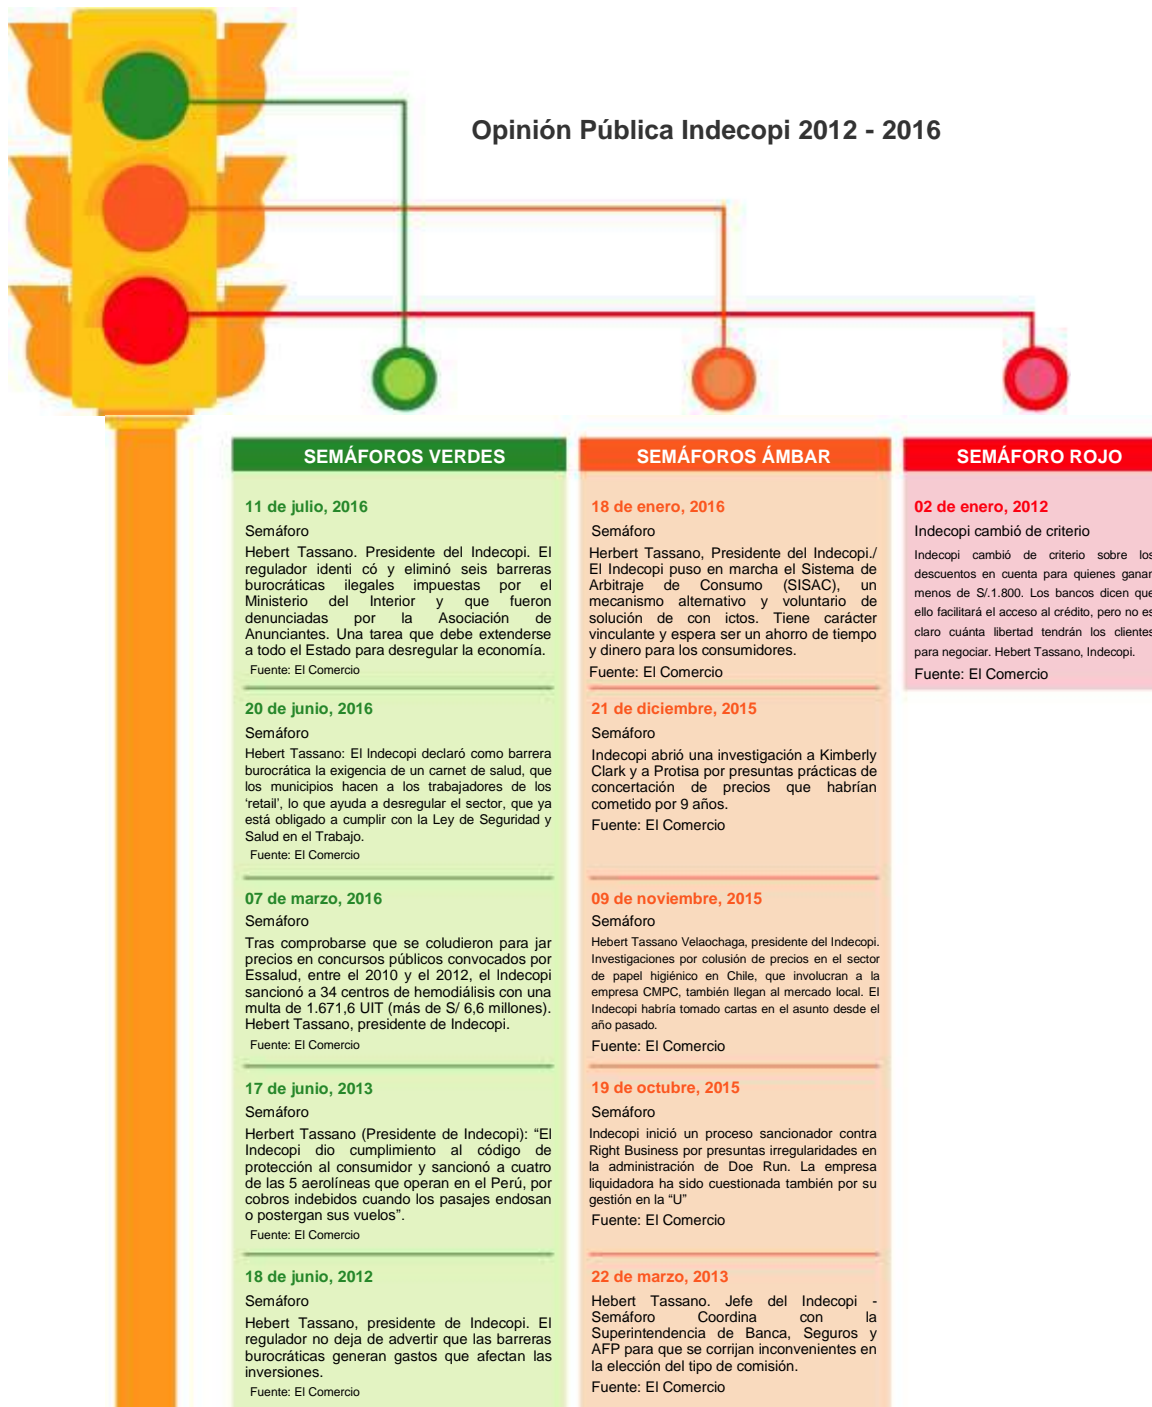 Opinión Pública Indecopi 2012 - 2016
SEMÁFOROS VERDES
11 de julio, 2016
Semáforo
Hebert Tassano. Presidente del Indecopi. El
regulador identi có y eliminó seis barreras
burocráticas ilegales impuestas por el
Ministerio del Interior y que fueron
denunciadas por la Asociación de
Anunciantes. Una tarea que debe extenderse
a todo el Estado para desregular la economía.
Fuente: El Comercio
20 de junio, 2016
Semáforo
Hebert Tassano: El Indecopi declaró como barrera
burocrática la exigencia de un carnet de salud, que
los municipios hacen a los trabajadores de los
‘retail’, lo que ayuda a desregular el sector, que ya
está obligado a cumplir con la Ley de Seguridad y
Salud en el Trabajo.
Fuente: El Comercio
07 de marzo, 2016
Semáforo
Tras comprobarse que se coludieron para jar
precios en concursos públicos convocados por
Essalud, entre el 2010 y el 2012, el Indecopi
sancionó a 34 centros de hemodiálisis con una
multa de 1.671,6 UIT (más de S/ 6,6 millones).
Hebert Tassano, presidente de Indecopi.
Fuente: El Comercio
17 de junio, 2013
Semáforo
Herbert Tassano (Presidente de Indecopi): “El
Indecopi dio cumplimiento al código de
protección al consumidor y sancionó a cuatro
de las 5 aerolíneas que operan en el Perú, por
cobros indebidos cuando los pasajes endosan
o postergan sus vuelos”.
Fuente: El Comercio
18 de junio, 2012
Semáforo
Hebert Tassano, presidente de Indecopi. El
regulador no deja de advertir que las barreras
burocráticas generan gastos que afectan las
inversiones.
Fuente: El Comercio
SEMÁFOROS ÁMBAR
18 de enero, 2016
Semáforo
Herbert Tassano, Presidente del Indecopi./
El Indecopi puso en marcha el Sistema de
Arbitraje de Consumo (SISAC), un
mecanismo alternativo y voluntario de
solución de con ictos. Tiene carácter
vinculante y espera ser un ahorro de tiempo
y dinero para los consumidores.
Fuente: El Comercio
21 de diciembre, 2015
Semáforo
Indecopi abrió una investigación a Kimberly
Clark y a Protisa por presuntas prácticas de
concertación de precios que habrían
cometido por 9 años.
Fuente: El Comercio
09 de noviembre, 2015
Semáforo
Hebert Tassano Velaochaga, presidente del Indecopi.
Investigaciones por colusión de precios en el sector
de papel higiénico en Chile, que involucran a la
empresa CMPC, también llegan al mercado local. El
Indecopi habría tomado cartas en el asunto desde el
año pasado.
Fuente: El Comercio
19 de octubre, 2015
Semáforo
Indecopi inició un proceso sancionador contra
Right Business por presuntas irregularidades en
la administración de Doe Run. La empresa
liquidadora ha sido cuestionada también por su
gestión en la “U”
Fuente: El Comercio
22 de marzo, 2013
Hebert Tassano. Jefe del Indecopi -
Semáforo Coordina con la
Superintendencia de Banca, Seguros y
AFP para que se corrijan inconvenientes en
la elección del tipo de comisión.
Fuente: El Comercio
SEMÁFORO ROJO
02 de enero, 2012
Indecopi cambió de criterio
Indecopi cambió de criterio sobre los
descuentos en cuenta para quienes ganan
menos de S/.1.800. Los bancos dicen que
ello facilitará el acceso al crédito, pero no es
claro cuánta libertad tendrán los clientes
para negociar. Hebert Tassano, Indecopi.
Fuente: El Comercio